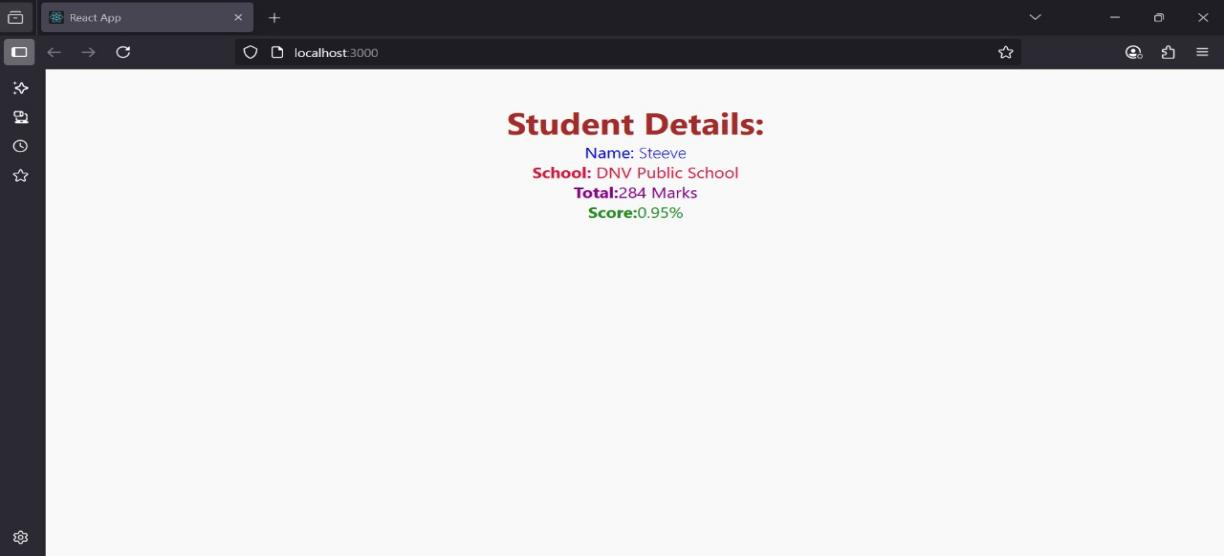 React App
localhost:3000
Student Details:
Name: Steeve
School: DNV Public School
Total:284 Marks
Score:0.95%